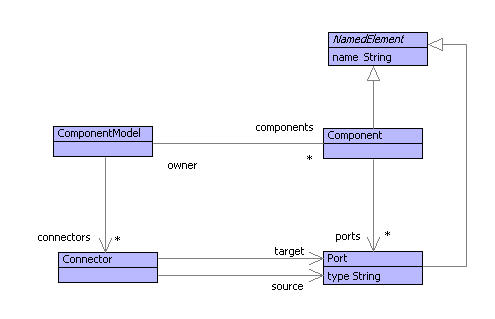 NamedElement
name String
ComponentModel
components
Component
owner
*
connectors
*
ports
*
Connector
target
Port
type String
source